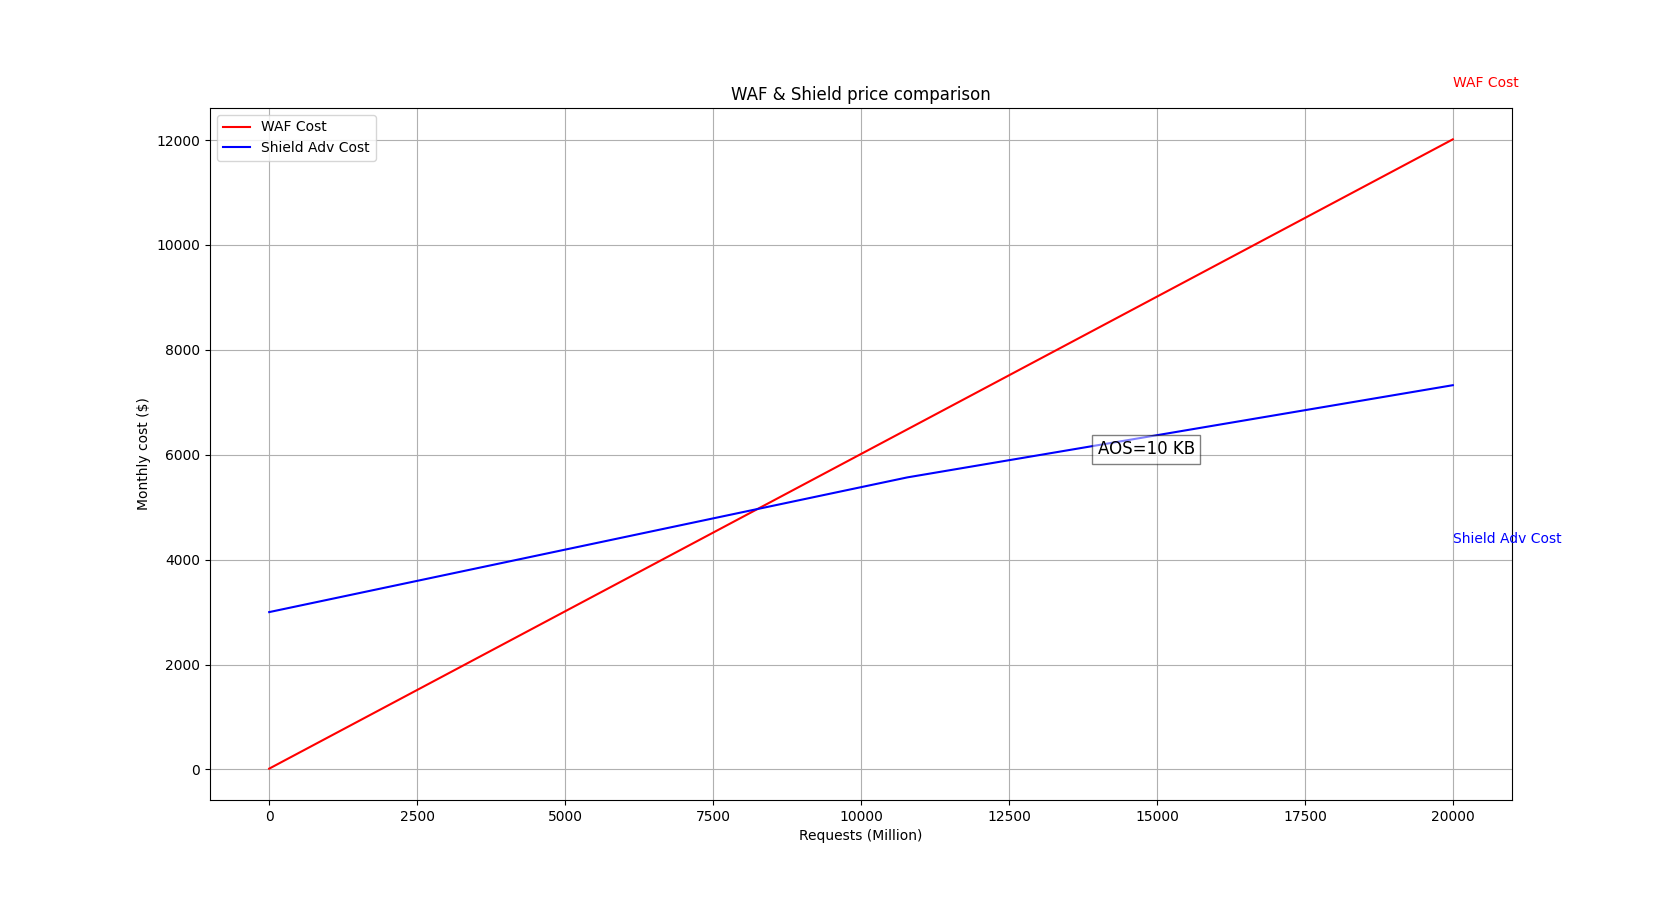 WAF Cost
WAF & Shield price comparison
WAF Cost
Shield Adv Cost
12000
10000
8000
6000
4000
2000
0
Monthly cost ($)
AOS=10 KB
Shield Adv Cost
0 2500 5000 7500 10000 12500 15000 17500 20000
Requests (Million)